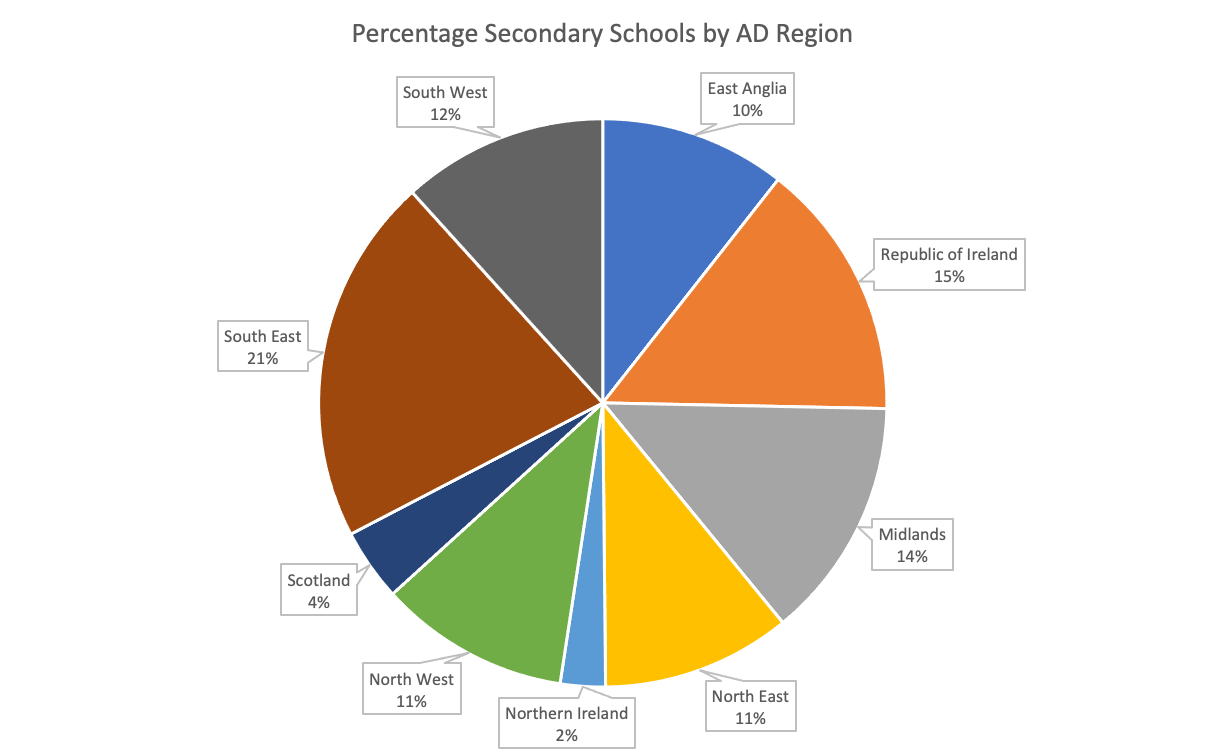 Percentage Secondary Schools by AD Region
South West
12%
East Anglia
10%
Republic of Ireland
15%
South East
21%
Midlands
14%
Scotland
4%
North West
11%
North East
11%
Northern Ireland
2%